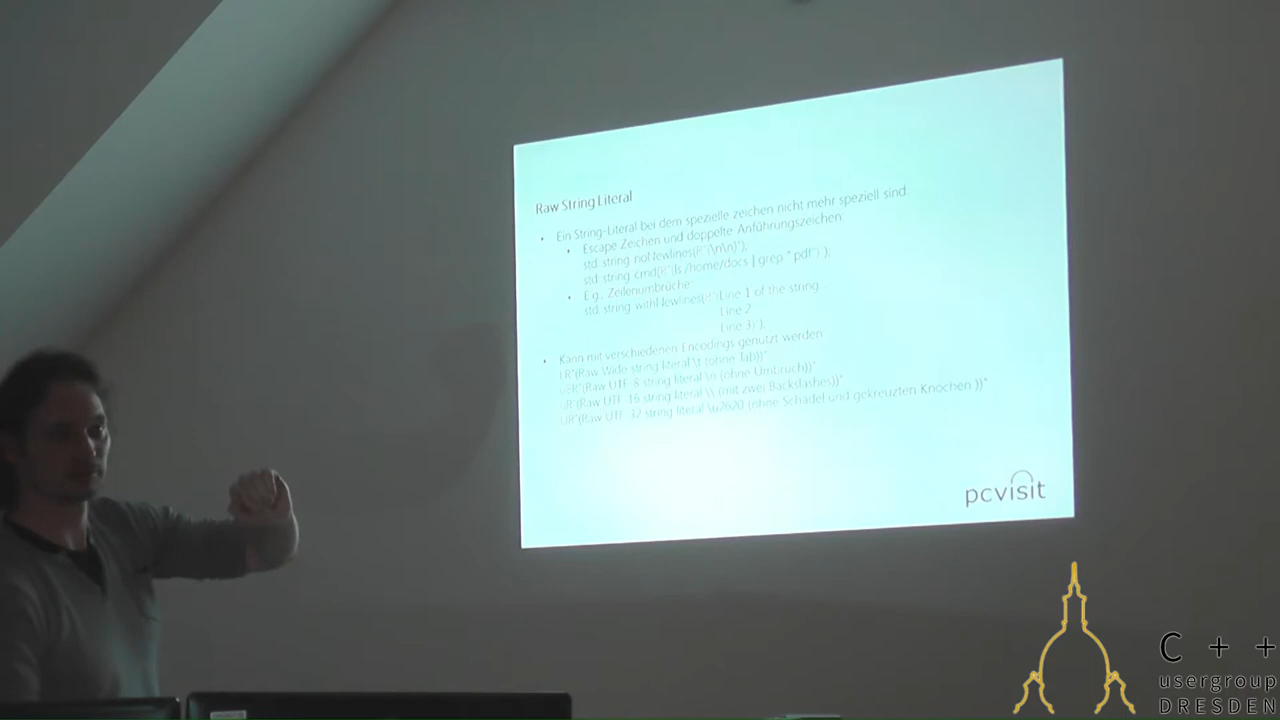 Raw String Literal
• Ein String-Literal bei dem spezielle zeichen nicht mehr speziell sind
• Escape Zeichen und doppelte Anführungszeichen:
std::string noNewlines(R"(\n\n)");
std::string cmd(R"(ls /home/docs | grep ".pdf") );
• E.g., Zeilenumbrüche:
std::string withNewlines(R"(Line 1 of the string...
Line 2
Line 3)");
• Kann mit verschiedenen Encodings genutzt werden
LR"(Raw Wide string literal \t (ohne Tab))"
u8R"(Raw UTF-8 string literal \n (ohne Umbruch))"
uR"(Raw UTF-16 string literal \\ (mit zwei Backslashes))"
UR"(Raw UTF-32 string literal \u2620 (ohne Schädel und gekreuzten Knochen ))"
pcvisit
C++
usergroup
DRESDEN